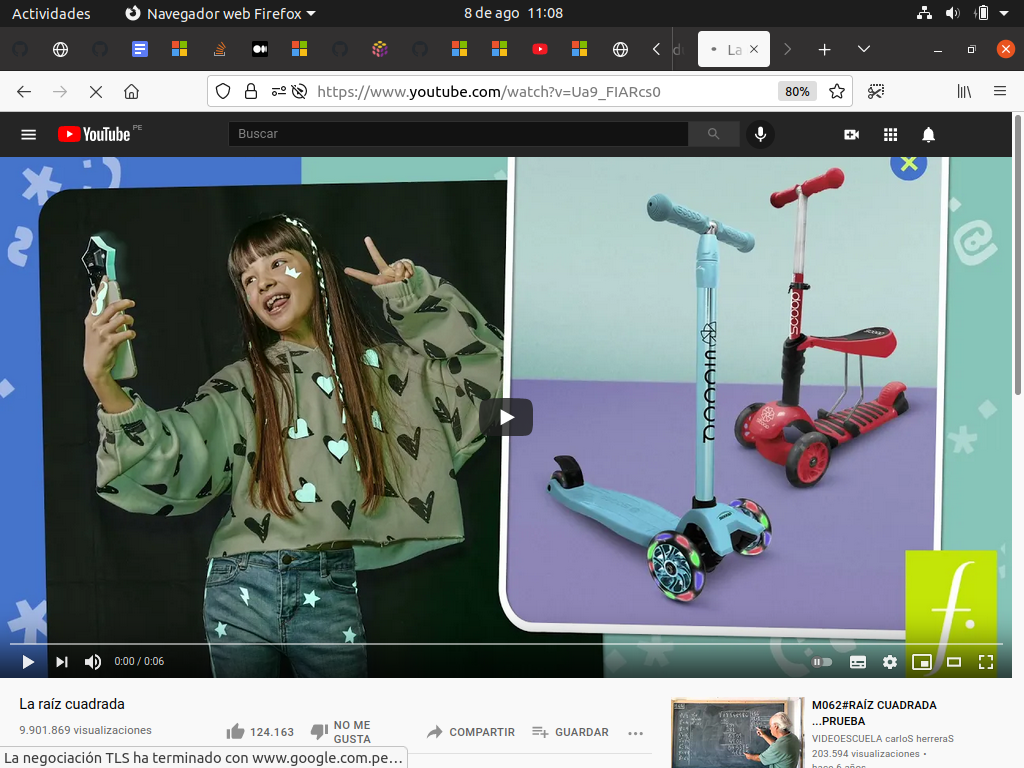 Actividades
Navegador web Firefox
8 de ago 11:08
La
https://www.youtube.com/watch?v=Ua9_FIARcs0
80%
YouTube PE
Buscar
scoop
scoop
scoop
f.
0:00 / 0:06
La raíz cuadrada
9.901.869 visualizaciones
124.163
NO ME GUSTA
COMPARTIR
GUARDAR
M062#RAÍZ CUADRADA
...PRUEBA
VIDEOESCUELA carloS herreraS
203.594 visualizaciones •
hace 6 años
La negociación TLS ha terminado con www.google.com.pe…